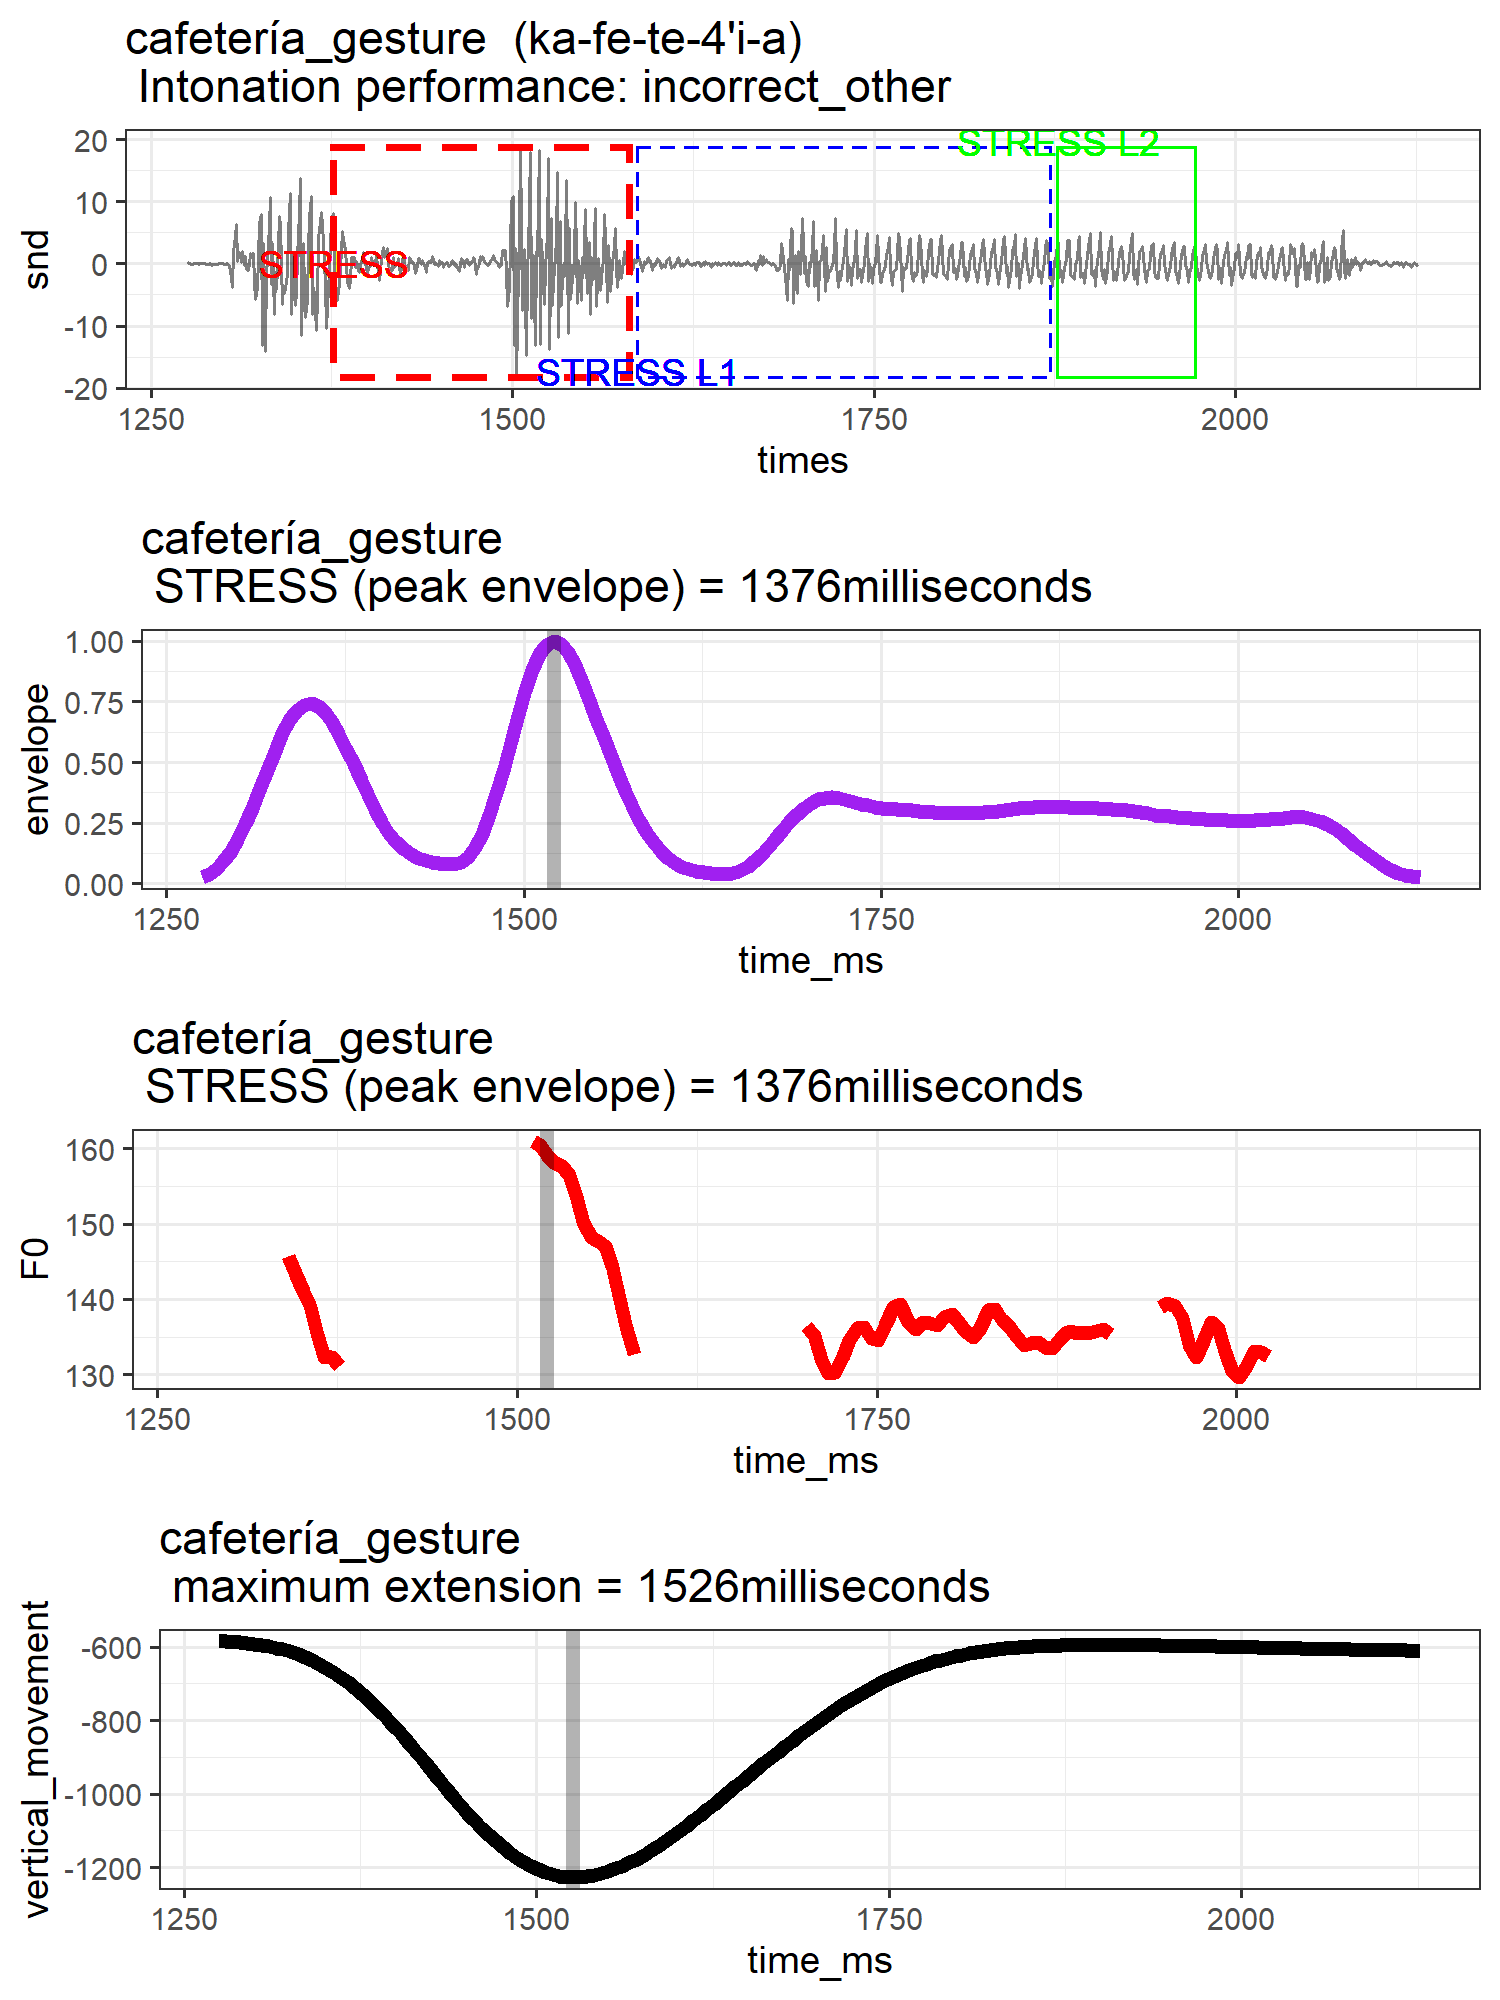 cafetería_gesture  (ka-fe-te-4'i-a)
Intonation performance: incorrect_other
20
10
0
-10
-20
snd
STRESS
STRESS L1
STRESS L2
1250 1500 1750 2000
times
cafetería_gesture
STRESS (peak envelope) = 1376milliseconds
1.00
0.75
0.50
0.25
0.00
envelope
1250 1500 1750 2000
time_ms
cafetería_gesture
STRESS (peak envelope) = 1376milliseconds
160
150
140
130
F0
1250 1500 1750 2000
time_ms
cafetería_gesture
maximum extension = 1526milliseconds
-600
-800
-1000
-1200
vertical_movement
1250 1500 1750 2000
time_ms